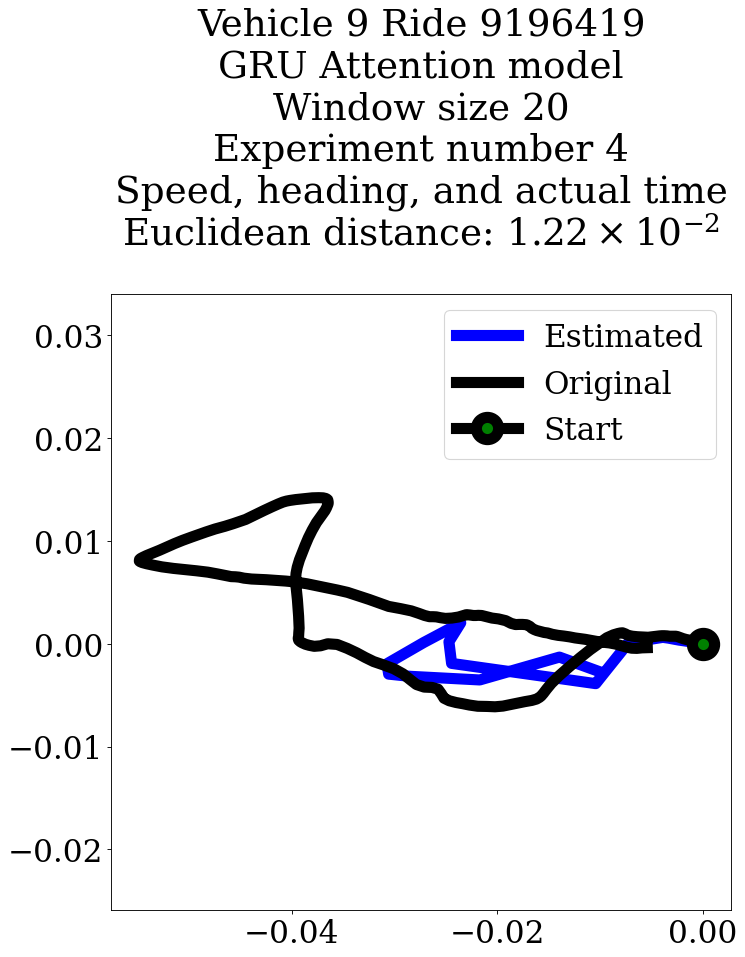 Vehicle 9 Ride 9196419
GRU Attention model
Window size 20
Experiment number 4
Speed, heading, and actual time
Euclidean distance: 1.22 × 10⁻²
Estimated
Original
Start
0.03
0.02
0.01
0.00
−0.01
−0.02
−0.04
−0.02
0.00